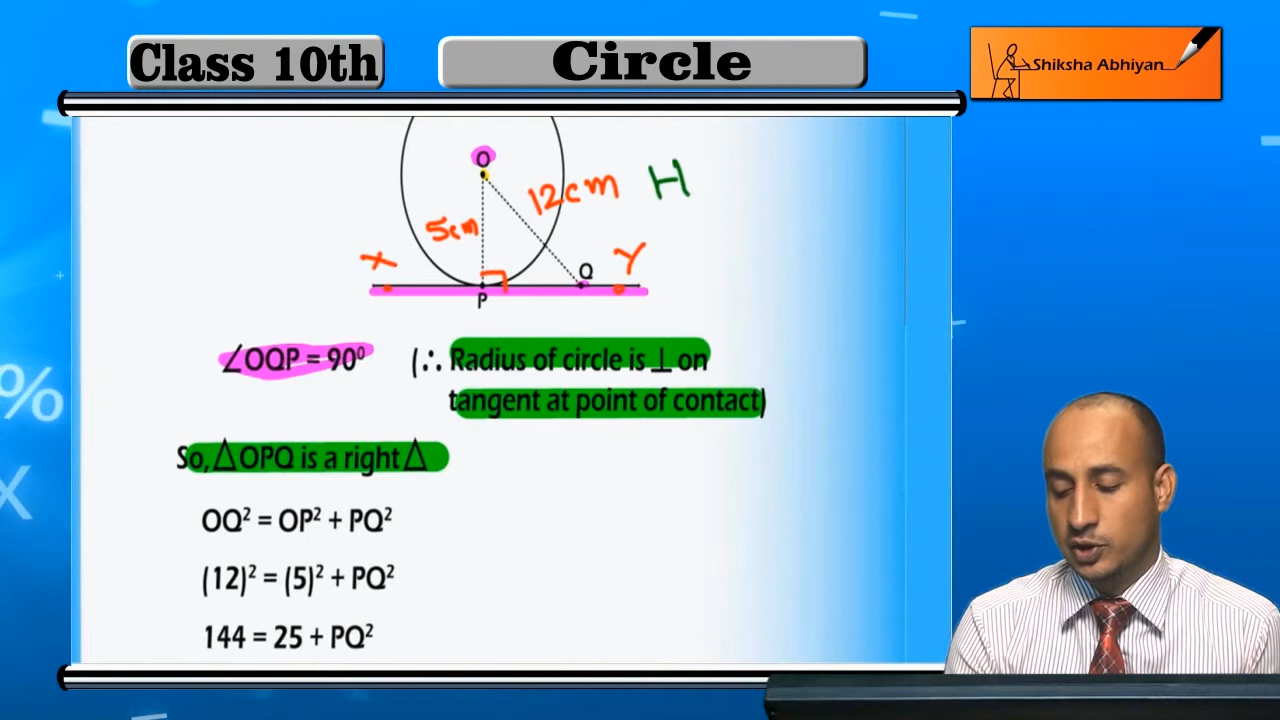 Class 10th
Circle
Shiksha Abhiyan
O
12cm
H
5cm
X
Q
Y
P
∠OQP = 90⁰ (∴ Radius of circle is ⊥ on
tangent at point of contact)
So, △OPQ is a right △
OQ² = OP² + PQ²
(12)² = (5)² + PQ²
144 = 25 + PQ²
%
X